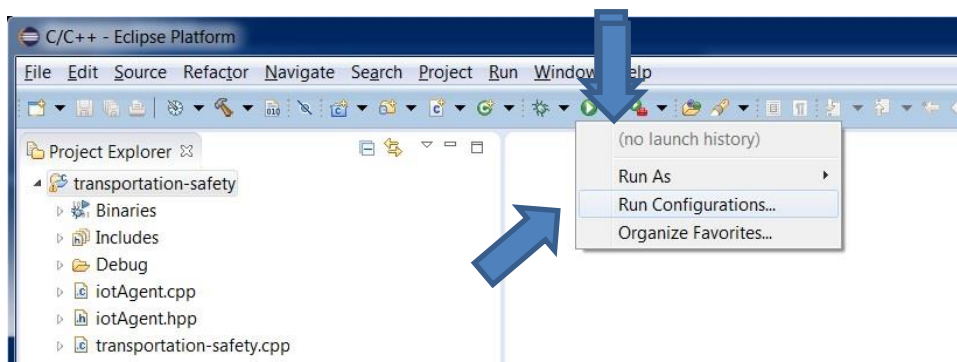 C/C++ - Eclipse Platform
File Edit Source Refactor Navigate Search Project Run Window Help
010
(no launch history)
Project Explorer
Run As
transportation-safety
Run Configurations...
Binaries
Organize Favorites...
Includes
Debug
iotAgent.cpp
iotAgent.hpp
transportation-safety.cpp